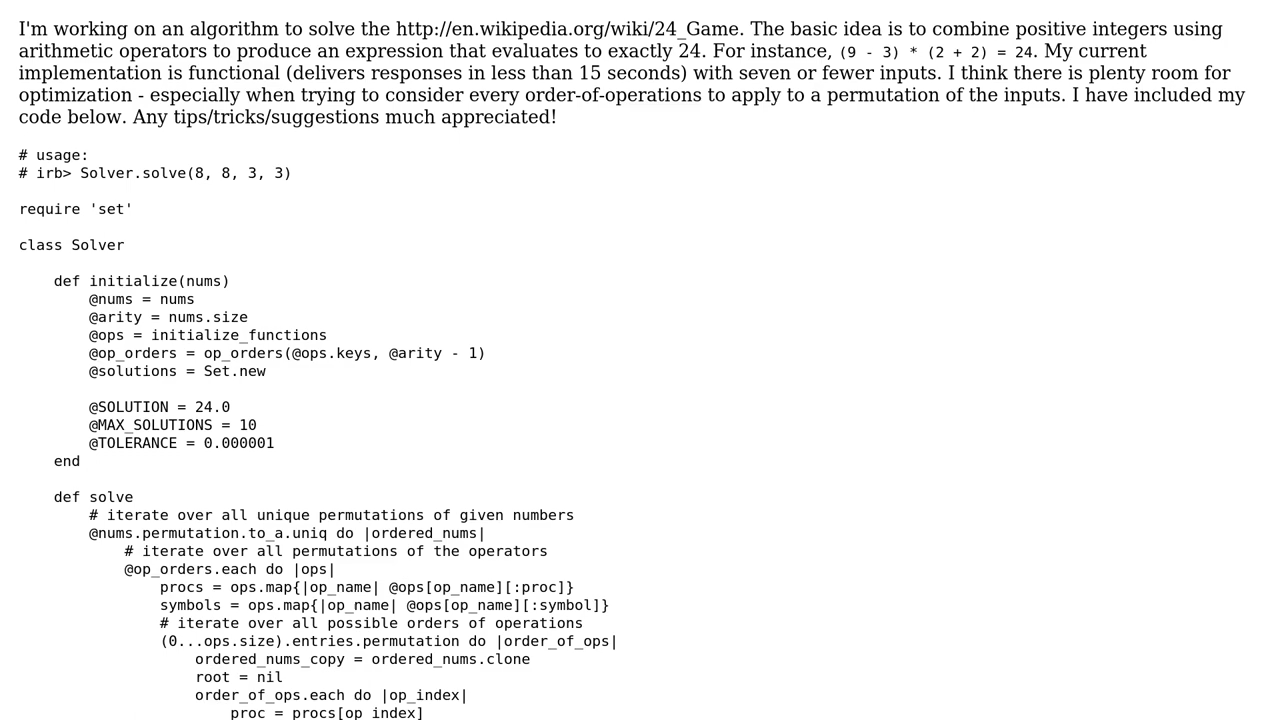 I'm working on an algorithm to solve the http://en.wikipedia.org/wiki/24_Game. The basic idea is to combine positive integers using
arithmetic operators to produce an expression that evaluates to exactly 24. For instance, (9 - 3) * (2 + 2) = 24. My current
implementation is functional (delivers responses in less than 15 seconds) with seven or fewer inputs. I think there is plenty room for
optimization - especially when trying to consider every order-of-operations to apply to a permutation of the inputs. I have included my
code below. Any tips/tricks/suggestions much appreciated!
# usage:
# irb> Solver.solve(8, 8, 3, 3)
require 'set'
class Solver
    def initialize(nums)
        @nums = nums
        @arity = nums.size
        @ops = initialize_functions
        @op_orders = op_orders(@ops.keys, @arity - 1)
        @solutions = Set.new
        @SOLUTION = 24.0
        @MAX_SOLUTIONS = 10
        @TOLERANCE = 0.000001
    end
    def solve
        # iterate over all unique permutations of given numbers
        @nums.permutation.to_a.uniq do |ordered_nums|
            # iterate over all permutations of the operators
            @op_orders.each do |ops|
                procs = ops.map{|op_name| @ops[op_name][:proc]}
                symbols = ops.map{|op_name| @ops[op_name][:symbol]}
                # iterate over all possible orders of operations
                (0...ops.size).entries.permutation do |order_of_ops|
                    ordered_nums_copy = ordered_nums.clone
                    root = nil
                    order_of_ops.each do |op_index|
                        proc = procs[op_index]